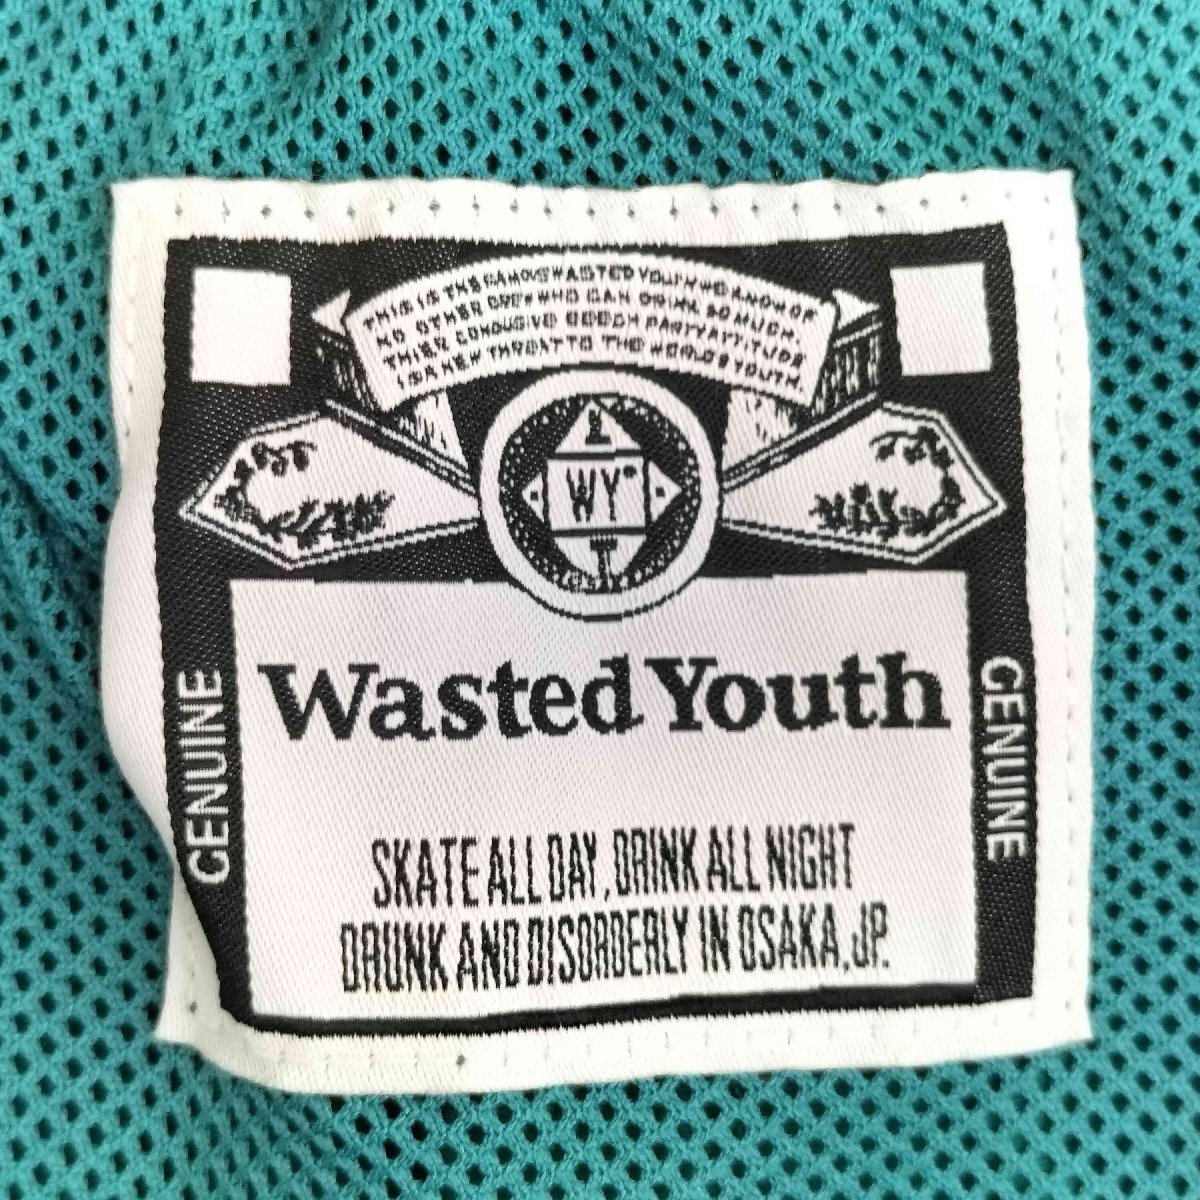 THIS IS THE FAMOUS WASTED YOUTH WE KNOW OF
NO OTHER CREW WHO CAN DRINK SO MUCH.
THIER CONDUSIVE BEECH PARTY ATTITUDE
IS A NEW THREAT TO THE WORLDS YOUTH.
L
WY
T
GENUINE
Wasted Youth
GENUINE
SKATE ALL DAY, DRINK ALL NIGHT
DRUNK AND DISORDERLY IN OSAKA, JP.